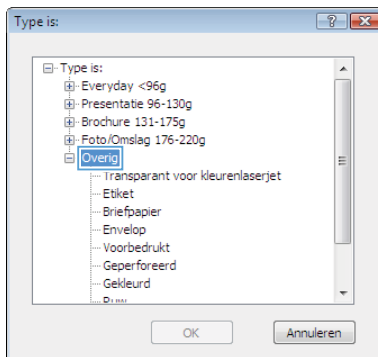 Type is:
Type is:
Everyday <96g
Presentatie 96-130g
Brochure 131-175g
Foto/Omslag 176-220g
Overig
Transparant voor kleurenlaserjet
Etiket
Briefpapier
Envelop
Voorbedrukt
Geperforeerd
Gekleurd
OK
Annuleren